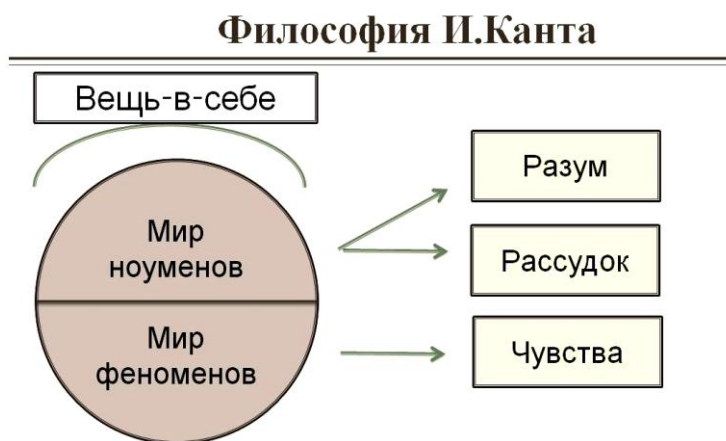 Философия И.Канта
Вещь-в-себе
Мир
ноуменов
Мир
феноменов
Разум
Рассудок
Чувства